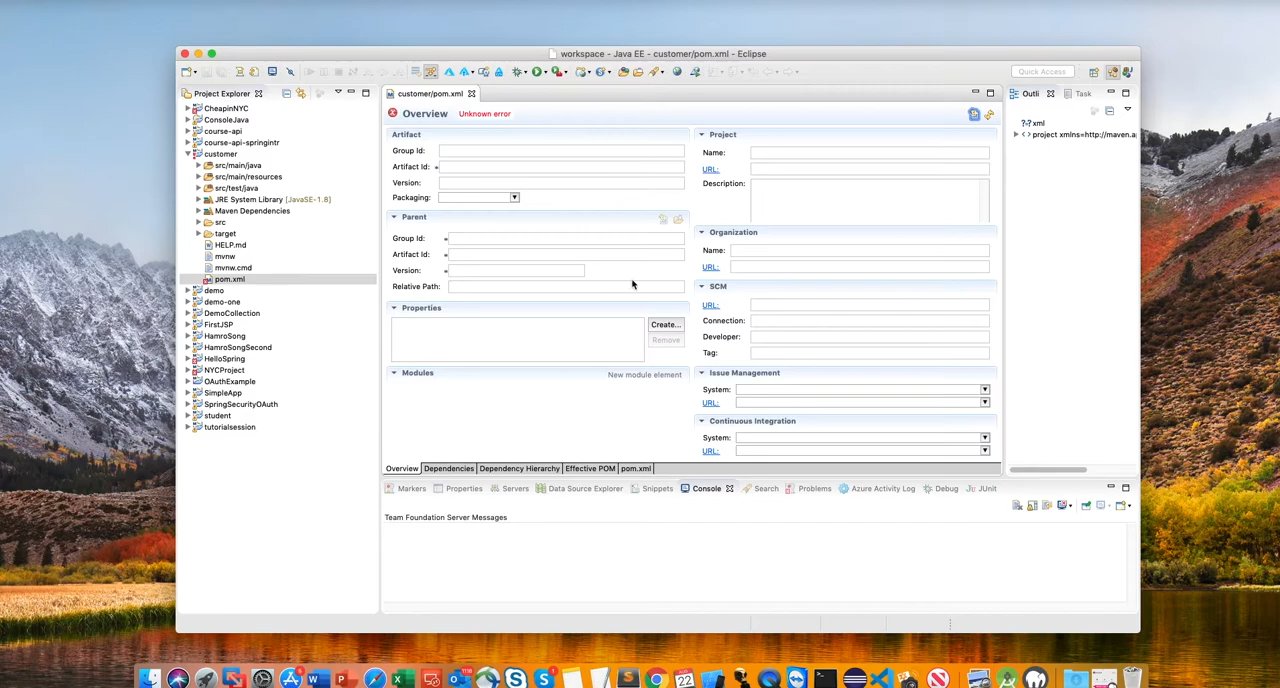 workspace - Java EE - customer/pom.xml - Eclipse
Quick Access
Project Explorer
CheapinNYC
ConsoleJava
course-api
course-api-springintr
customer
src/main/java
src/main/resources
src/test/java
JRE System Library [JavaSE-1.8]
Maven Dependencies
src
target
HELP.md
mvnw
mvnw.cmd
pom.xml
demo
demo-one
DemoCollection
FirstJSP
HamroSong
HamroSongSecond
HelloSpring
NYCProject
OAuthExample
SimpleApp
SpringSecurityOAuth
student
tutorialsession
customer/pom.xml
Overview Unknown error
Artifact
Group Id:
Artifact Id:
Version:
Packaging:
Parent
Group Id:
Artifact Id:
Version:
Relative Path:
Properties
Create...
Remove
Modules New module element
Project
Name:
URL:
Description:
Organization
Name:
URL:
SCM
URL:
Connection:
Developer:
Tag:
Issue Management
System:
URL:
Continuous Integration
System:
URL:
Overview Dependencies Dependency Hierarchy Effective POM pom.xml
Outli Task
xml
project xmlns=http://maven.a
Markers Properties Servers Data Source Explorer Snippets Console Search Problems Azure Activity Log Debug JUnit
Team Foundation Server Messages
22